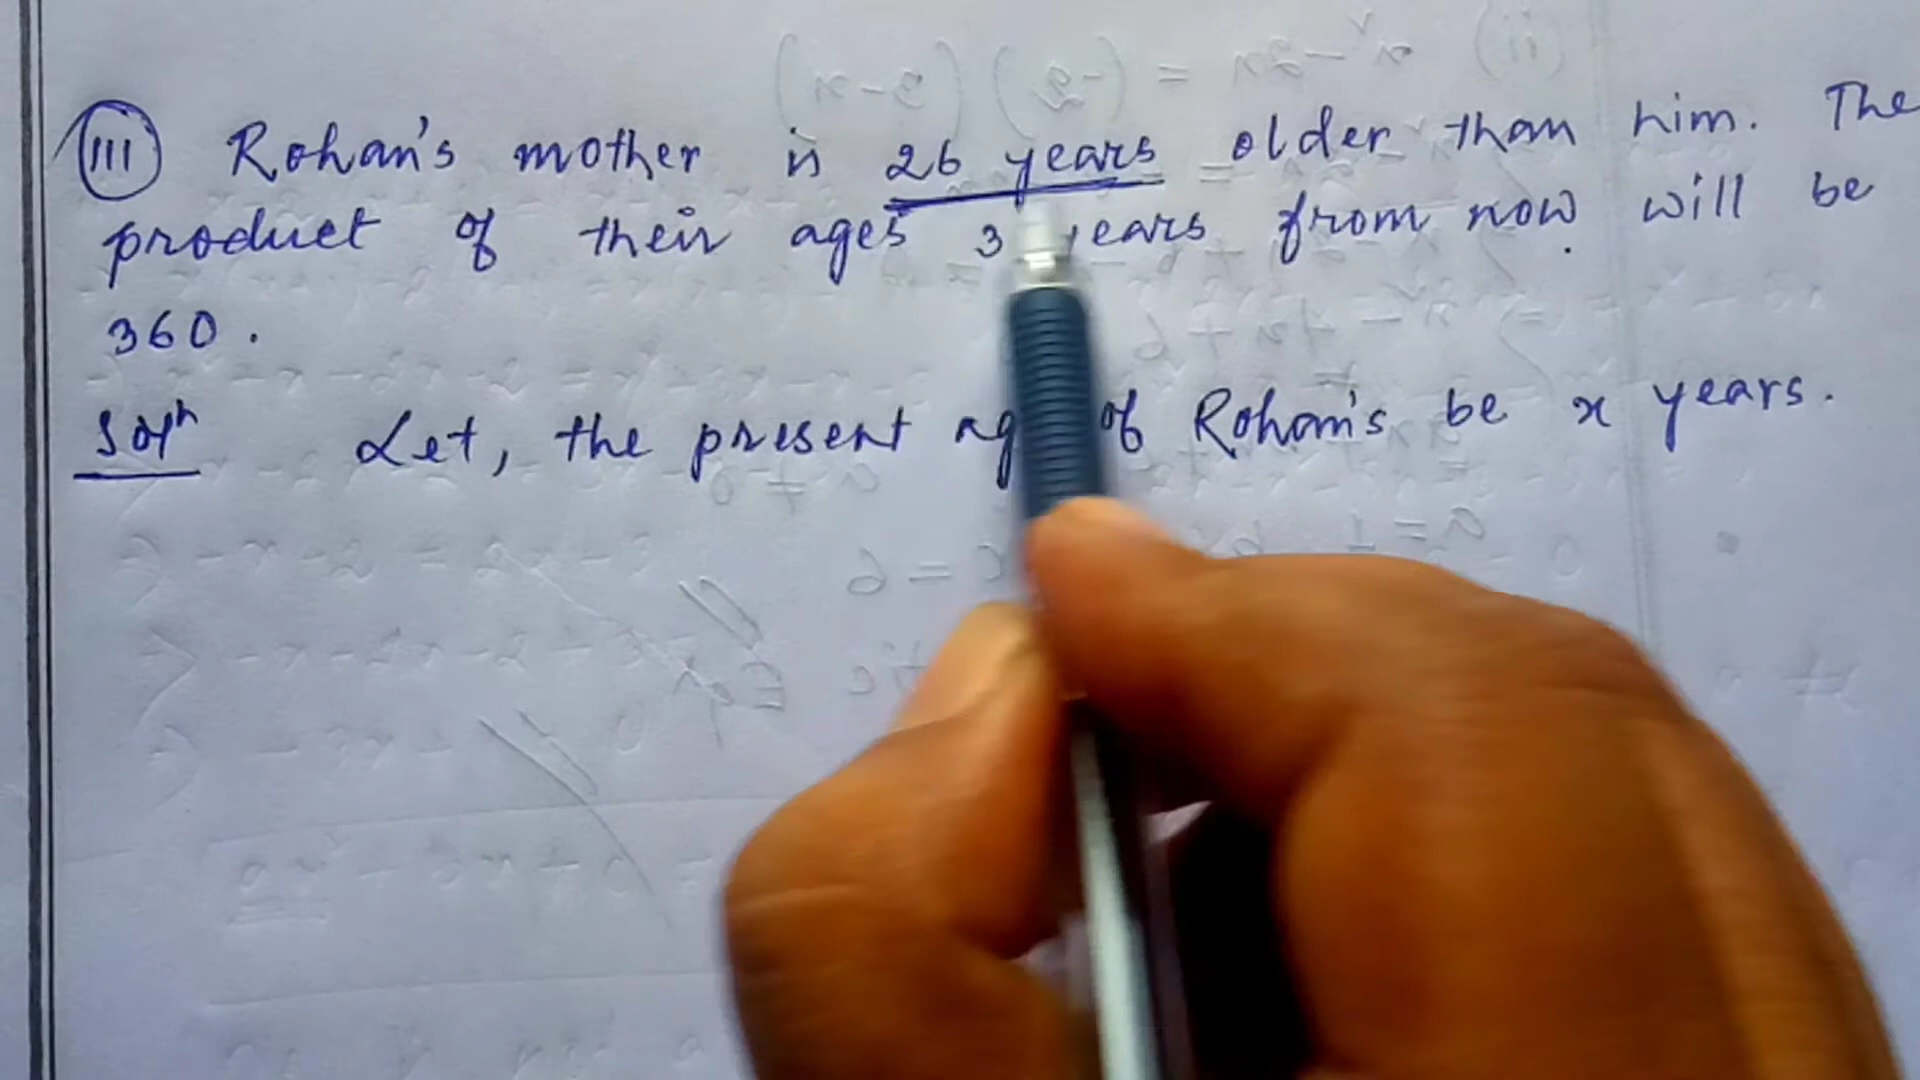 (III) Rohan's mother is 26 years older than him. The
product of their ages 3 years from now will be
360.
Solⁿ Let, the present age of Rohan's be x years.